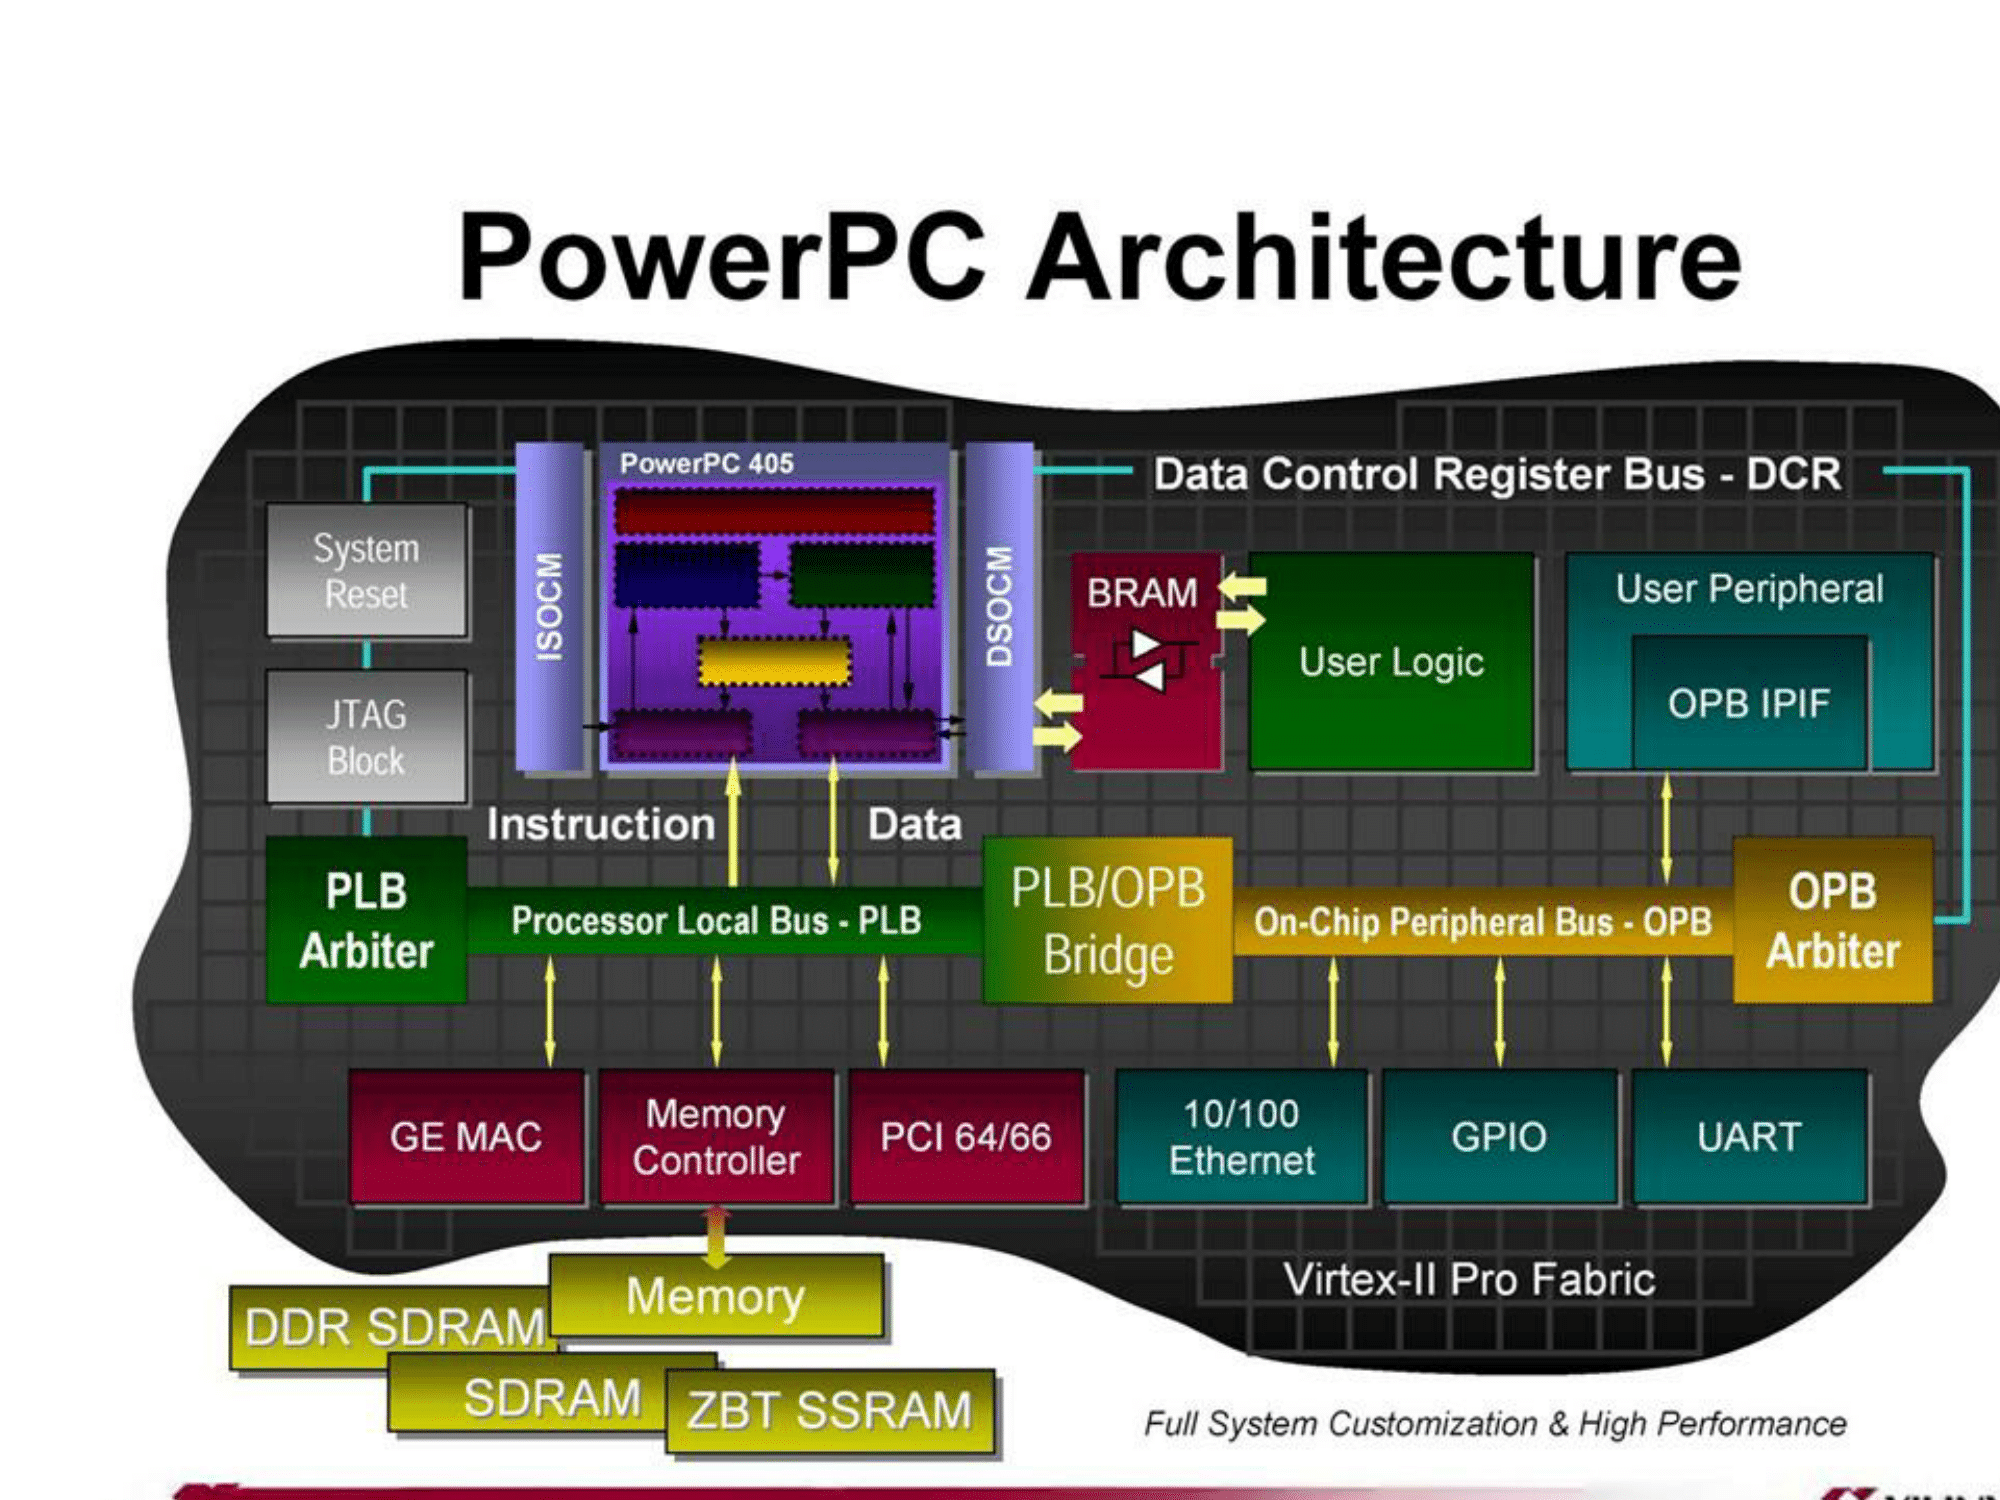 PowerPC Architecture
PowerPC 405
Data Control Register Bus - DCR
System
Reset
ISOCM
DSOCM
BRAM
User Logic
User Peripheral
OPB IPIF
JTAG
Block
Instruction
Data
PLB
Arbiter
Processor Local Bus - PLB
PLB/OPB
Bridge
On-Chip Peripheral Bus - OPB
OPB
Arbiter
GE MAC
Memory
Controller
PCI 64/66
10/100
Ethernet
GPIO
UART
Memory
Virtex-II Pro Fabric
DDR SDRAM
SDRAM
ZBT SSRAM
Full System Customization & High Performance